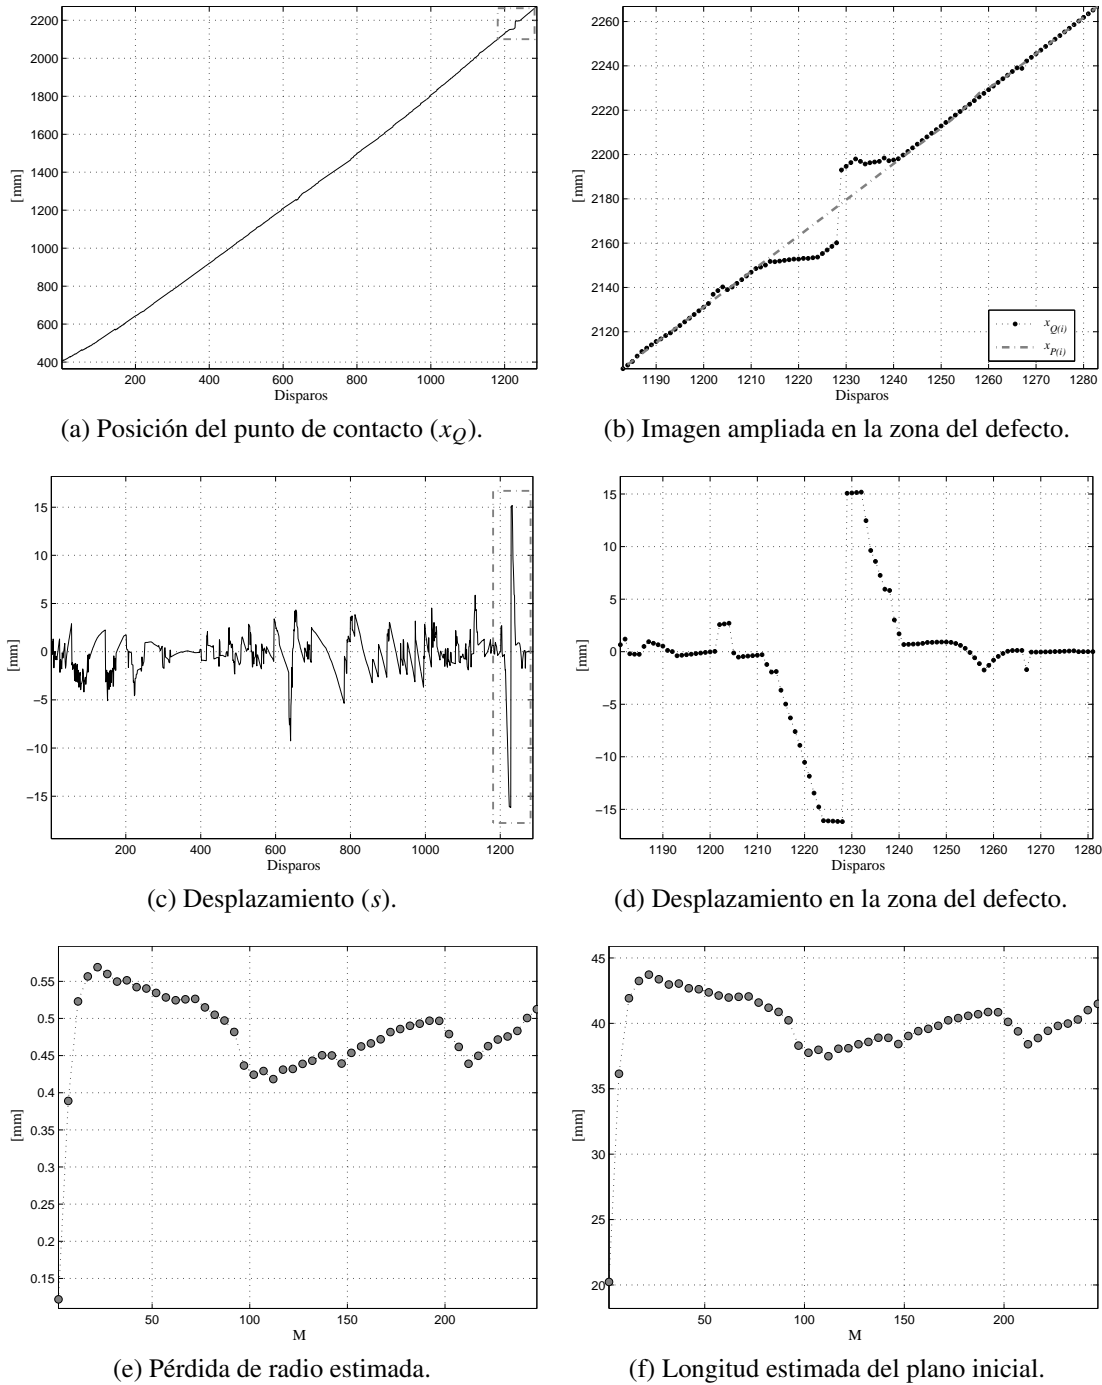 2200
2000
1800
1600
1400
1200
1000
800
600
400
[mm]
200 400 600 800 1000 1200
Disparos
(a) Posición del punto de contacto (xQ).
2260
2240
2220
2200
2180
2160
2140
2120
[mm]
xQ(i)
xP(i)
1190 1200 1210 1220 1230 1240 1250 1260 1270 1280
Disparos
(b) Imagen ampliada en la zona del defecto.
15
10
5
0
−5
−10
−15
[mm]
200 400 600 800 1000 1200
Disparos
(c) Desplazamiento (s).
15
10
5
0
−5
−10
−15
[mm]
1190 1200 1210 1220 1230 1240 1250 1260 1270 1280
Disparos
(d) Desplazamiento en la zona del defecto.
0.55
0.5
0.45
0.4
0.35
0.3
0.25
0.2
0.15
[mm]
50 100 150 200
M
(e) Pérdida de radio estimada.
45
40
35
30
25
20
[mm]
50 100 150 200
M
(f) Longitud estimada del plano inicial.